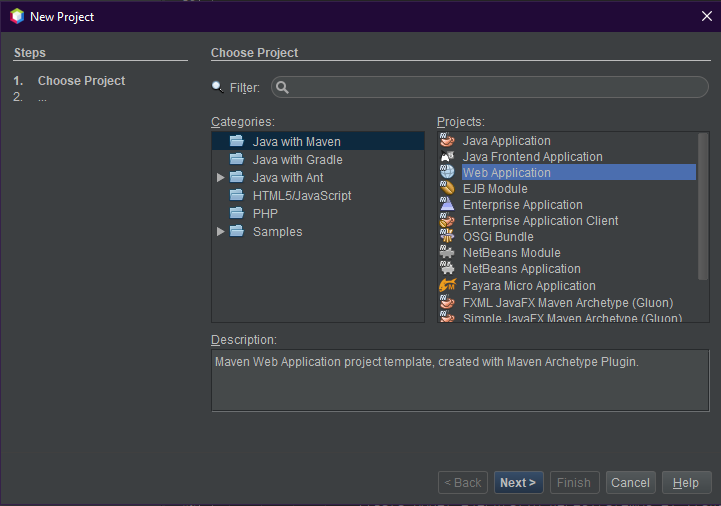 New Project
Steps
1. Choose Project
2. ...
Choose Project
Filter:
Categories:
Java with Maven
Java with Gradle
Java with Ant
HTML5/JavaScript
PHP
Samples
Projects:
Java Application
Java Frontend Application
Web Application
EJB Module
Enterprise Application
Enterprise Application Client
OSGi Bundle
NetBeans Module
NetBeans Application
Payara Micro Application
FXML JavaFX Maven Archetype (Gluon)
Simple JavaFX Maven Archetype (Gluon)
Description:
Maven Web Application project template, created with Maven Archetype Plugin.
< Back
Next >
Finish
Cancel
Help